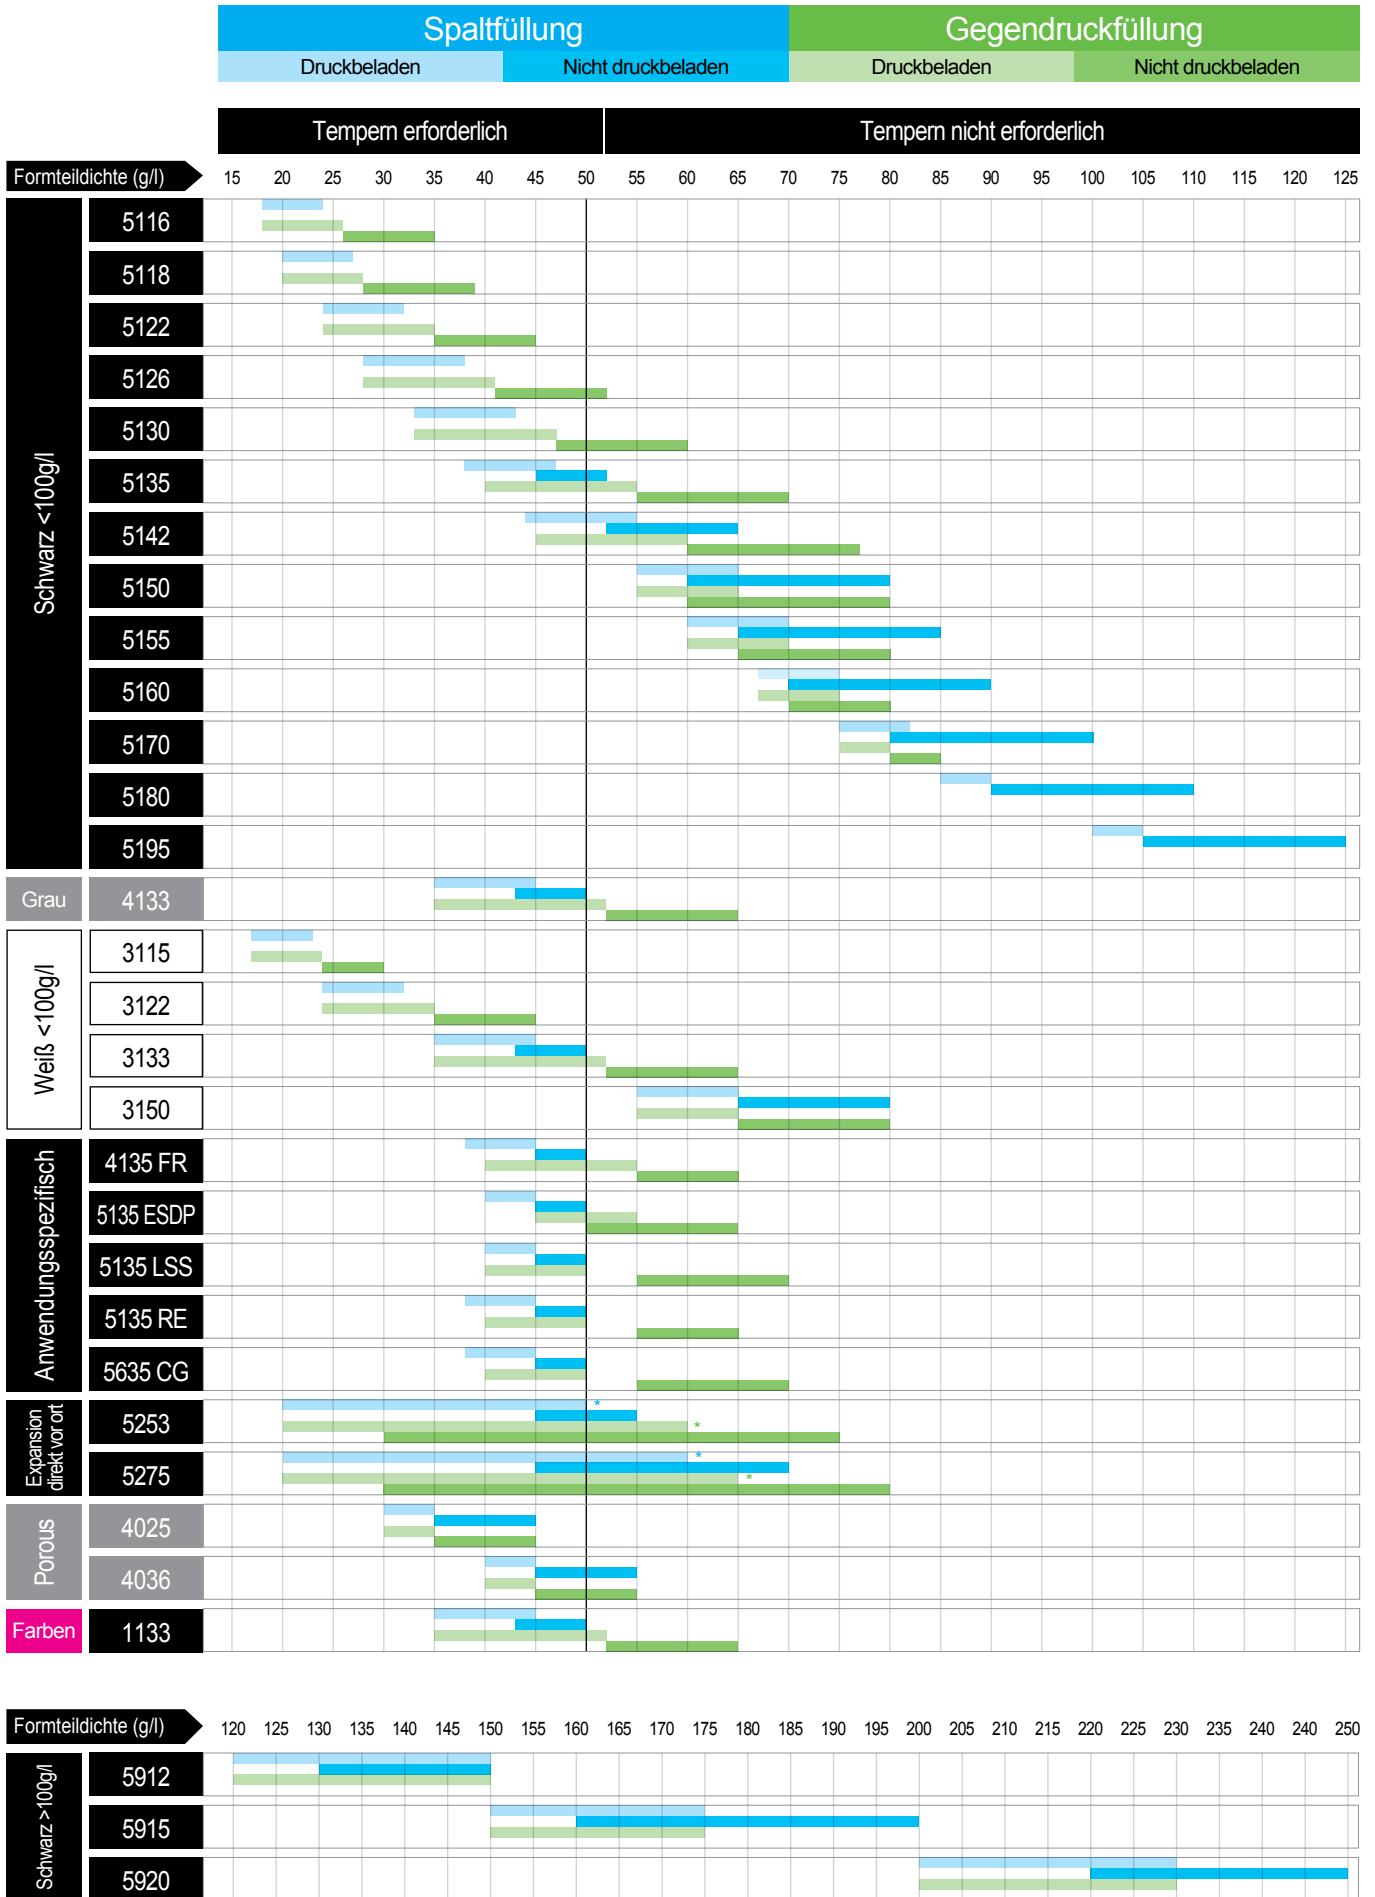 Spaltfüllung Gegendruckfüllung
Druckbeladen Nicht druckbeladen Druckbeladen Nicht druckbeladen
Tempern erforderlich Tempern nicht erforderlich
Formteildichte (g/l) 15 20 25 30 35 40 45 50 55 60 65 70 75 80 85 90 95 100 105 110 115 120 125
Schwarz <100g/l
5116
5118
5122
5126
5130
5135
5142
5150
5155
5160
5170
5180
5195
Grau
4133
Weiß <100g/l
3115
3122
3133
3150
Anwendungsspezifisch
4135 FR
5135 ESDP
5135 LSS
5135 RE
5635 CG
Expansion
direkt vor ort
5253
*
*
5275
*
*
Porous
4025
4036
Farben
1133
Formteildichte (g/l) 120 125 130 135 140 145 150 155 160 165 170 175 180 185 190 195 200 205 210 215 220 225 230 235 240 240 250
Schwarz >100g/l
5912
5915
5920